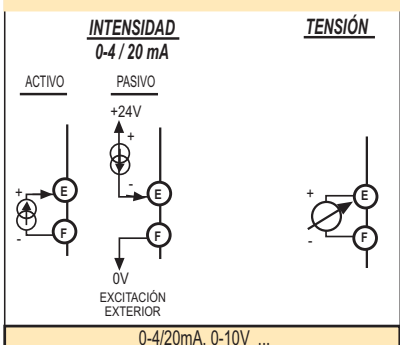 INTENSIDAD
0-4 / 20 mA
TENSIÓN
ACTIVO
PASIVO
+24V
+
-
E
F
+
-
E
F
0V
EXCITACIÓN
EXTERIOR
+
-
E
F
0-4/20mA, 0-10V ...